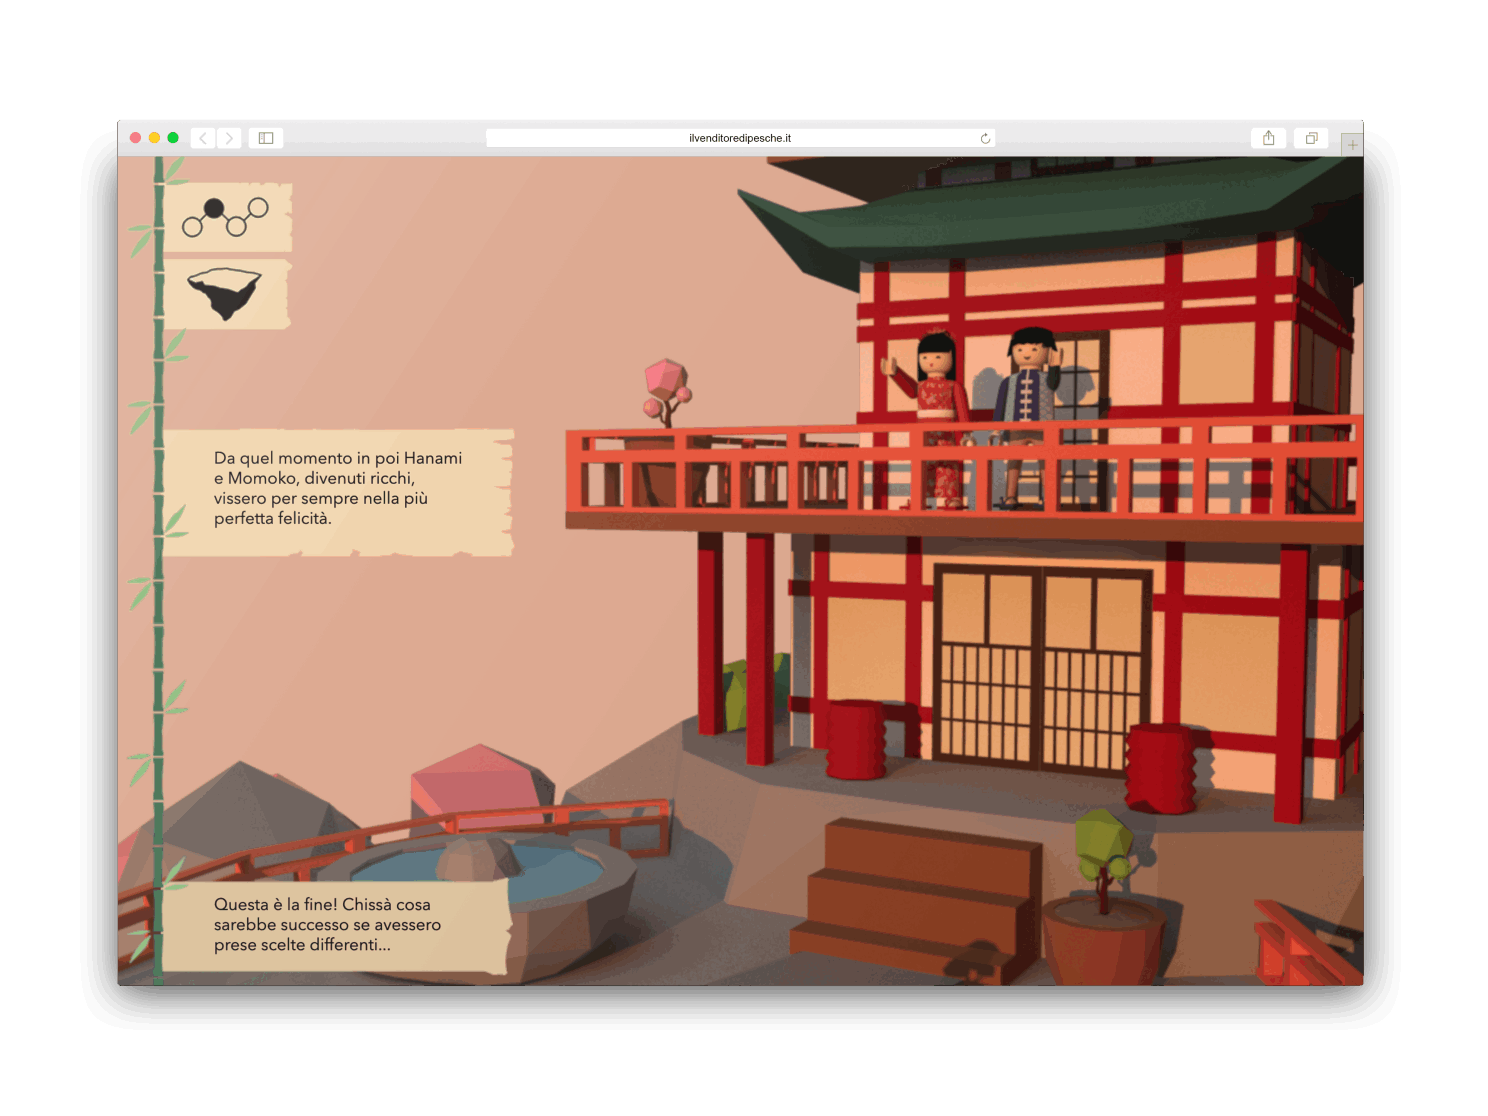 ilvenditoredipesche.it
Da quel momento in poi Hanami
e Momoko, divenuti ricchi,
vissero per sempre nella più
perfetta felicità.
Questa è la fine! Chissà cosa
sarebbe successo se avessero
prese scelte differenti...